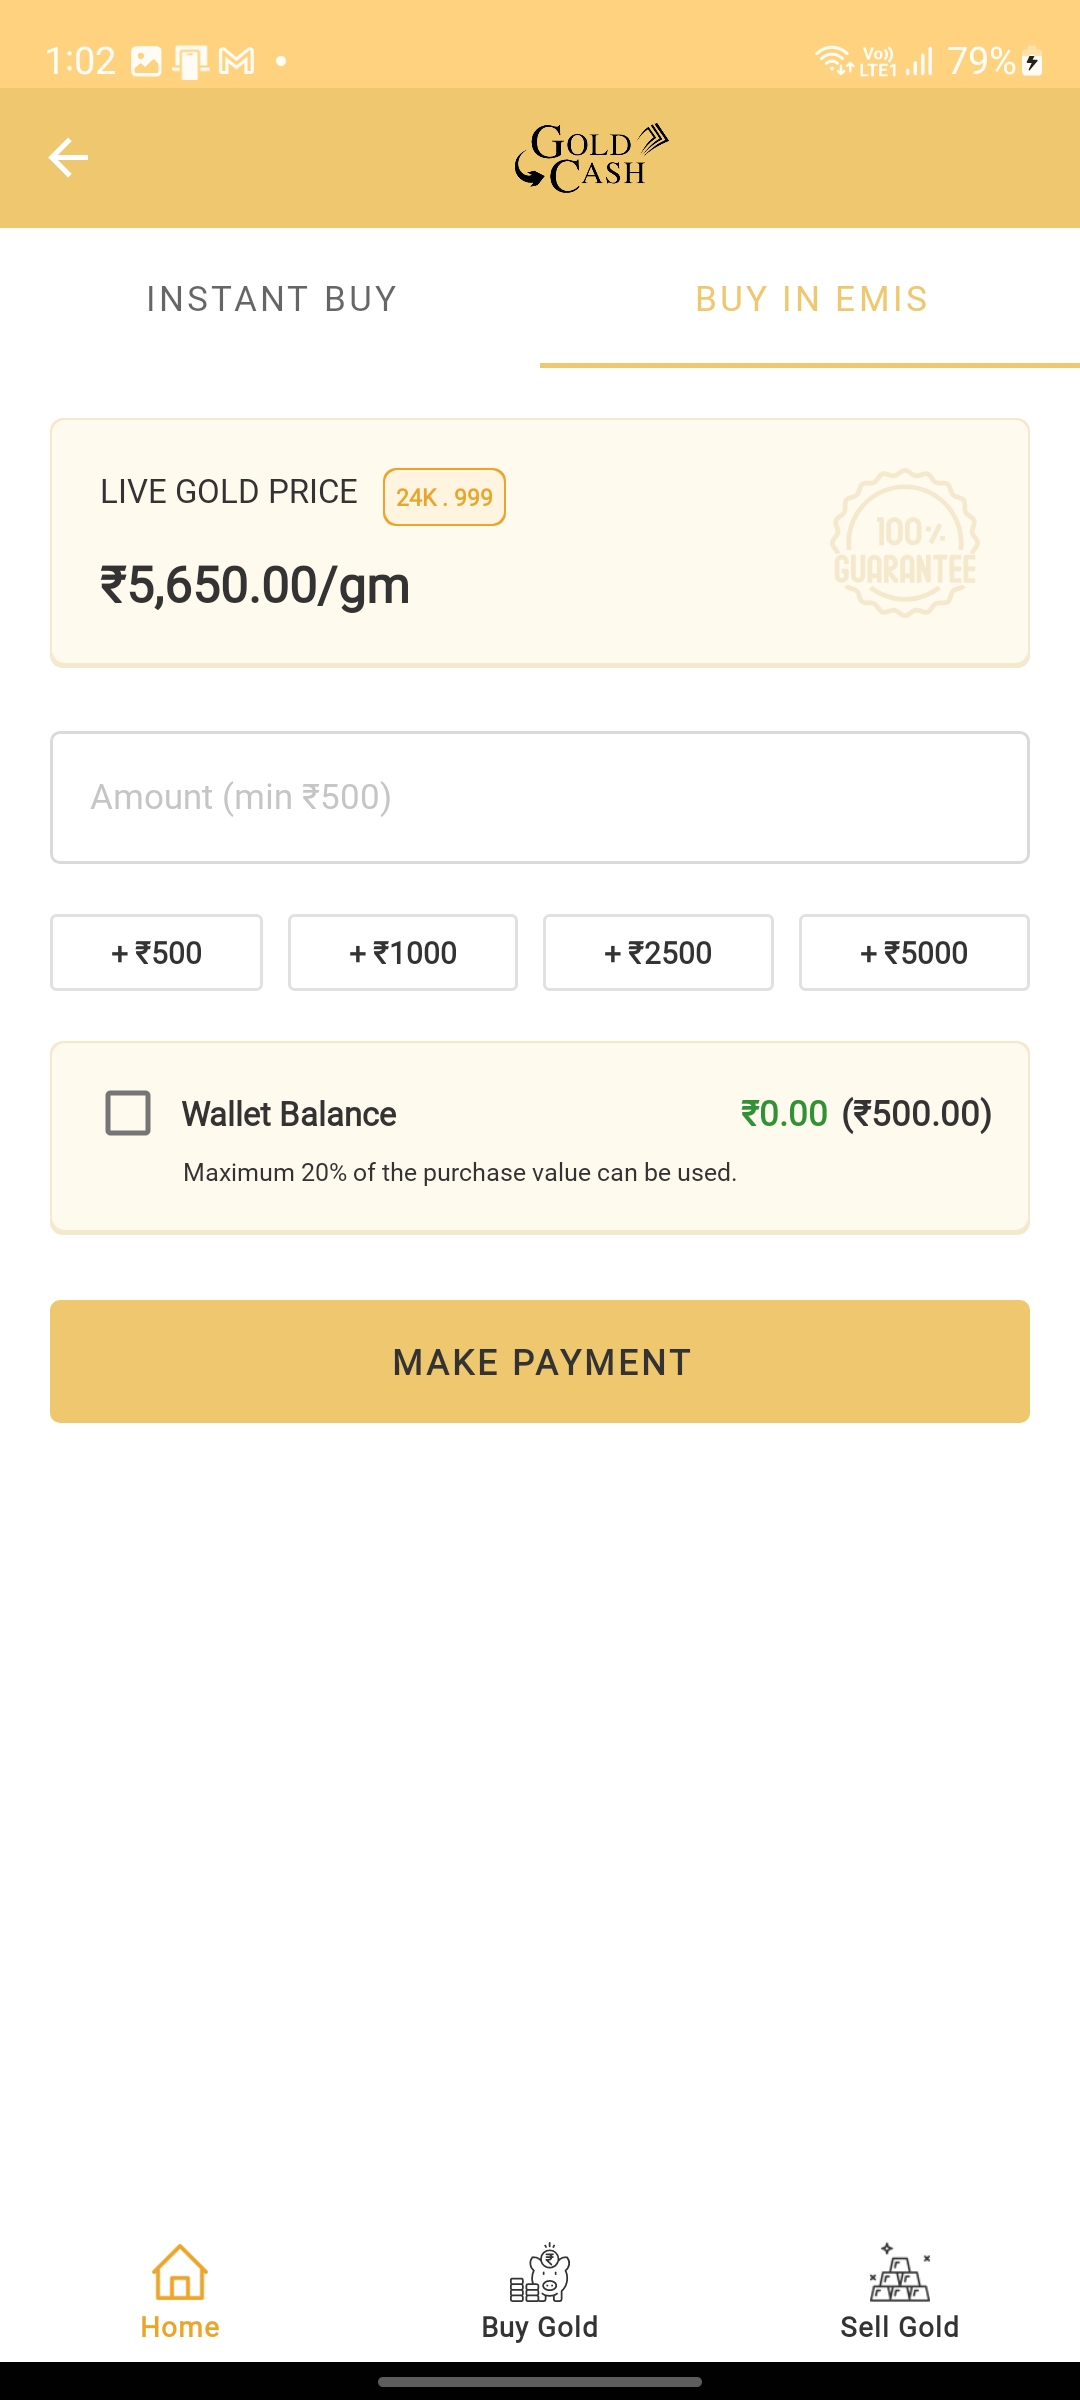 1:02 Vo)) LTE1 79%
GOLD
CASH
INSTANT BUY BUY IN EMIS
LIVE GOLD PRICE 24K . 999
₹5,650.00/gm
100%
GUARANTEE
Amount (min ₹500)
+ ₹500 + ₹1000 + ₹2500 + ₹5000
Wallet Balance ₹0.00 (₹500.00)
Maximum 20% of the purchase value can be used.
MAKE PAYMENT
Home Buy Gold Sell Gold